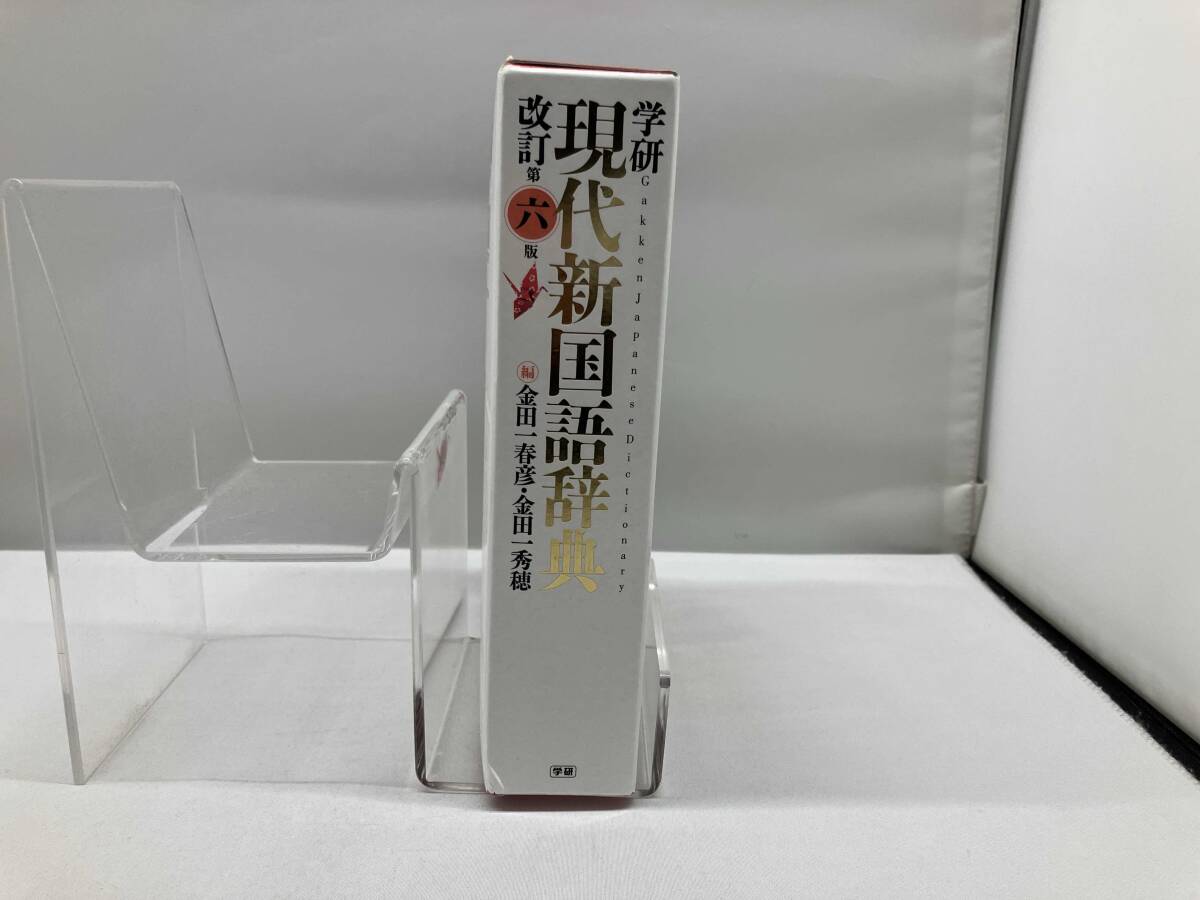 学研
Gakken Japanese Dictionary
現代新国語辞典
改訂第六版
編 金田一春彦・金田一秀穂
学研